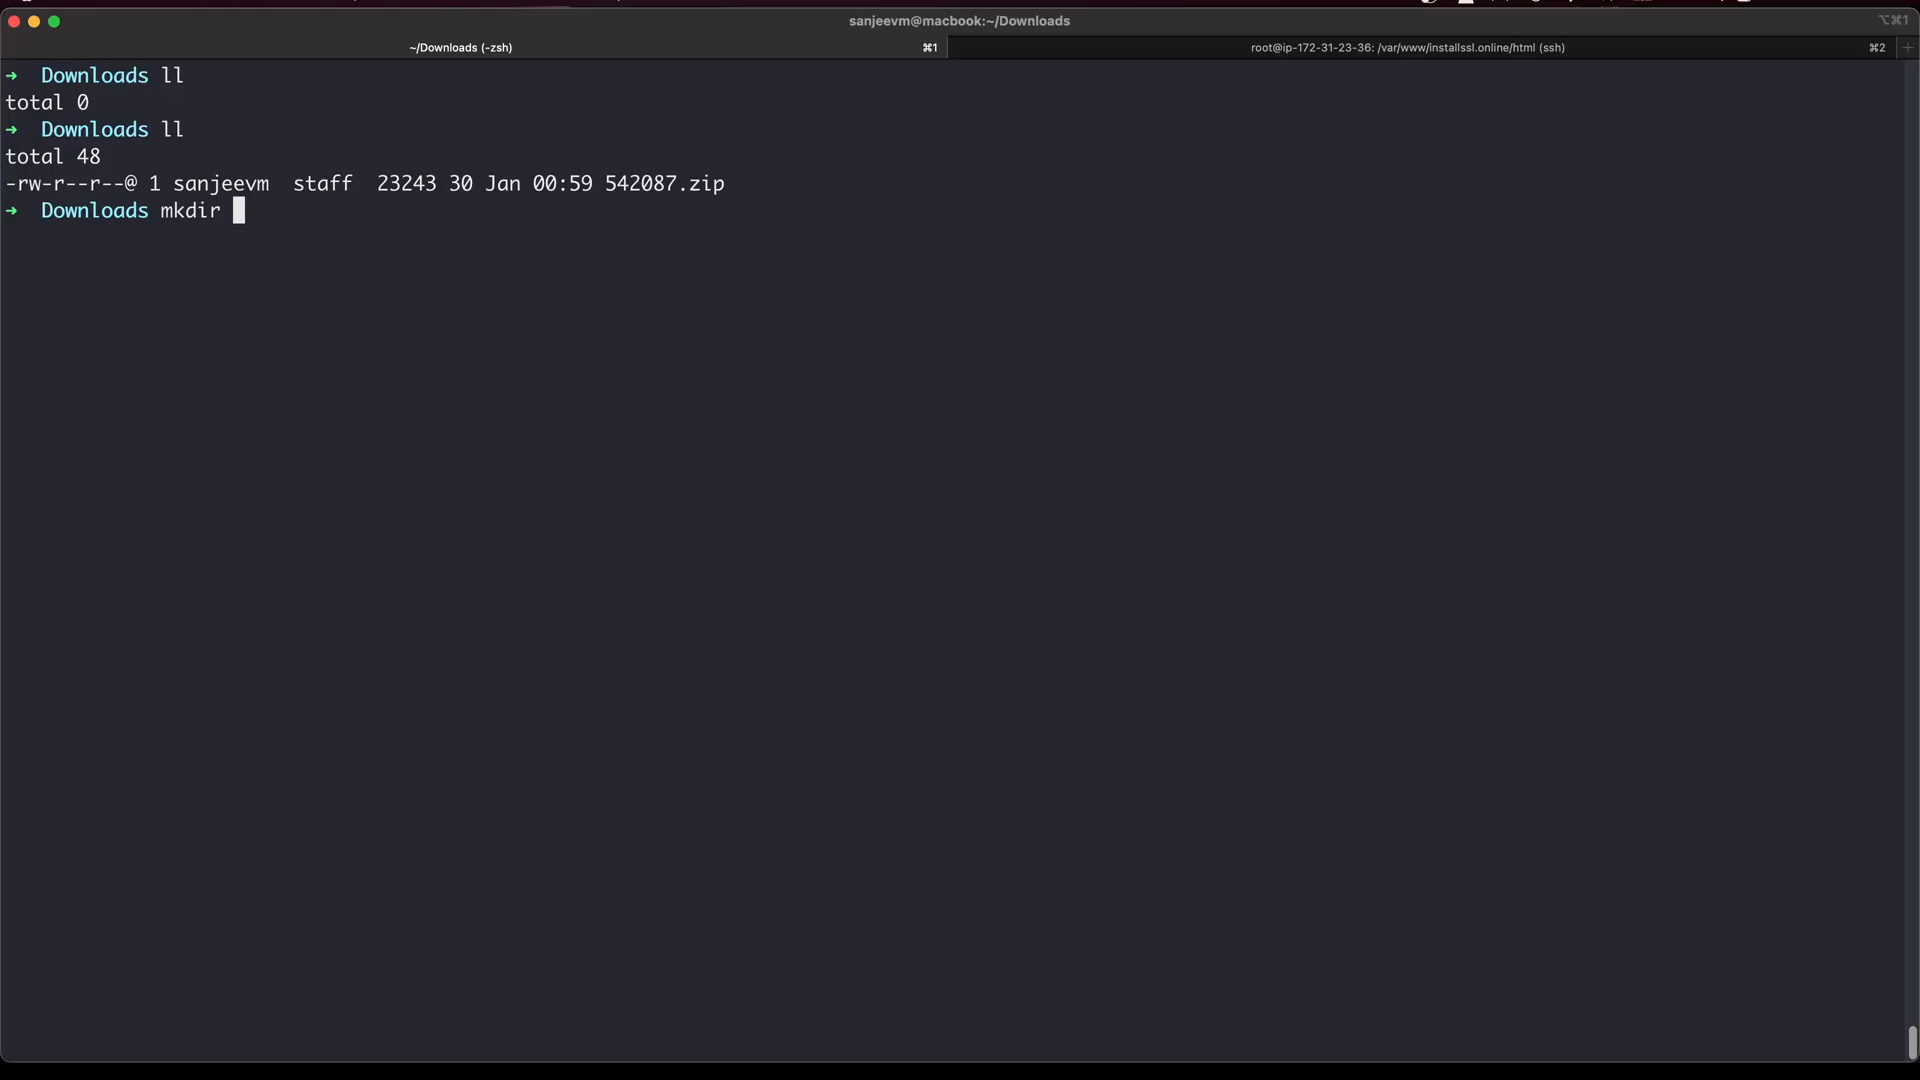 sanjeevm@macbook:~/Downloads
⌥⌘1
~/Downloads (-zsh)
⌘1
root@ip-172-31-23-36: /var/www/installssl.online/html (ssh)
⌘2
+
➜ Downloads ll
total 0
➜ Downloads ll
total 48
-rw-r--r--@ 1 sanjeevm  staff  23243 30 Jan 00:59 542087.zip
➜ Downloads mkdir